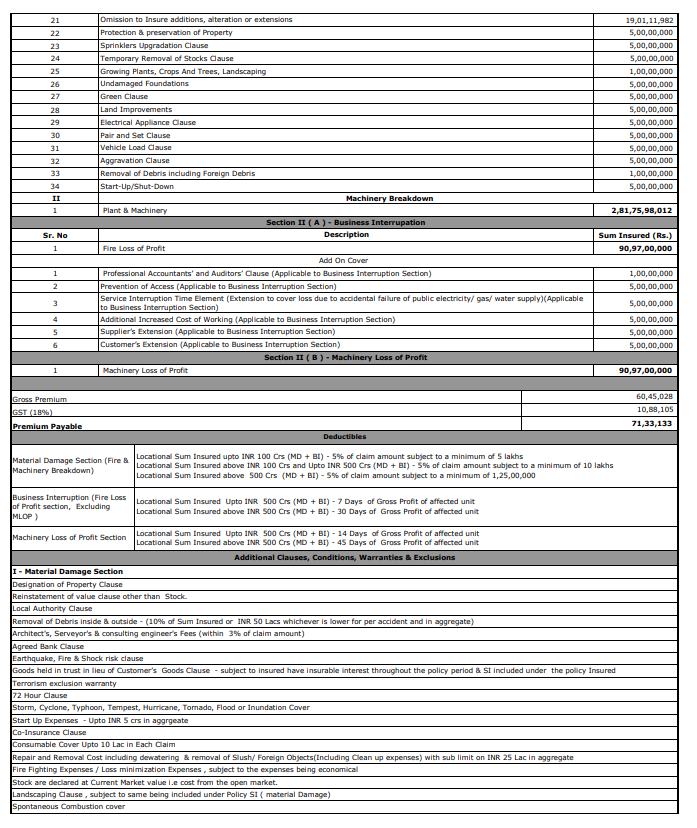 21 Omission to Insure additions, alteration or extensions 19,01,11,982
22 Protection & preservation of Property 5,00,00,000
23 Sprinklers Upgradation Clause 5,00,00,000
24 Temporary Removal of Stocks Clause 5,00,00,000
25 Growing Plants, Crops And Trees, Landscaping 1,00,00,000
26 Undamaged Foundations 5,00,00,000
27 Green Clause 5,00,00,000
28 Land Improvements 5,00,00,000
29 Electrical Appliance Clause 5,00,00,000
30 Pair and Set Clause 5,00,00,000
31 Vehicle Load Clause 5,00,00,000
32 Aggravation Clause 5,00,00,000
33 Removal of Debris including Foreign Debris 1,00,00,000
34 Start-Up/Shut-Down 5,00,00,000
II Machinery Breakdown
1 Plant & Machinery 2,81,75,98,012
Section II ( A ) - Business Interrupation
Sr. No Description Sum Insured (Rs.)
1 Fire Loss of Profit 90,97,00,000
Add On Cover
1 Professional Accountants' and Auditors' Clause (Applicable to Business Interruption Section) 1,00,00,000
2 Prevention of Access (Applicable to Business Interruption Section) 5,00,00,000
3 Service Interruption Time Element (Extension to cover loss due to accidental failure of public electricity/ gas/ water supply)(Applicable
to Business Interruption Section) 5,00,00,000
4 Additional Increased Cost of Working (Applicable to Business Interruption Section) 5,00,00,000
5 Supplier's Extension (Applicable to Business Interruption Section) 5,00,00,000
6 Customer's Extension (Applicable to Business Interruption Section) 5,00,00,000
Section II ( B ) - Machinery Loss of Profit
1 Machinery Loss of Profit 90,97,00,000
Gross Premium 60,45,028
GST (18%) 10,88,105
Premium Payable 71,33,133
Deductibles
Material Damage Section (Fire &
Machinery Breakdown)
Locational Sum Insured upto INR 100 Crs (MD + BI) - 5% of claim amount subject to a minimum of 5 lakhs
Locational Sum Insured above INR 100 Crs and Upto INR 500 Crs (MD + BI) - 5% of claim amount subject to a minimum of 10 lakhs
Locational Sum Insured above 500 Crs (MD + BI) - 5% of claim amount subject to a minimum of 1,25,00,000
Business Interruption (Fire Loss
of Profit section, Excluding
MLOP )
Locational Sum Insured Upto INR 500 Crs (MD + BI) - 7 Days of Gross Profit of affected unit
Locational Sum Insured above INR 500 Crs (MD + BI) - 30 Days of Gross Profit of affected unit
Machinery Loss of Profit Section
Locational Sum Insured Upto INR 500 Crs (MD + BI) - 14 Days of Gross Profit of affected unit
Locational Sum Insured above INR 500 Crs (MD + BI) - 45 Days of Gross Profit of affected unit
Additional Clauses, Conditions, Warranties & Exclusions
I - Material Damage Section
Designation of Property Clause
Reinstatement of value clause other than Stock.
Local Authority Clause
Removal of Debris inside & outside - (10% of Sum Insured or INR 50 Lacs whichever is lower for per accident and in aggregate)
Architect's, Serveyor's & consulting engineer's Fees (within 3% of claim amount)
Agreed Bank Clause
Earthquake, Fire & Shock risk clause
Goods held in trust in lieu of Customer's Goods Clause - subject to insured have insurable interest throughout the policy period & SI included under the policy Insured
Terrorism exclusion warranty
72 Hour Clause
Storm, Cyclone, Typhoon, Tempest, Hurricane, Tornado, Flood or Inundation Cover
Start Up Expenses - Upto INR 5 crs in aggrgeate
Co-Insurance Clause
Consumable Cover Upto 10 Lac in Each Claim
Repair and Removal Cost including dewatering & removal of Slush/ Foreign Objects(Including Clean up expenses) with sub limit on INR 25 Lac in aggregate
Fire Fighting Expenses / Loss minimization Expenses , subject to the expenses being economical
Stock are declared at Current Market value i.e cost from the open market.
Landscaping Clause , subject to same being included under Policy SI ( material Damage)
Spontaneous Combustion cover